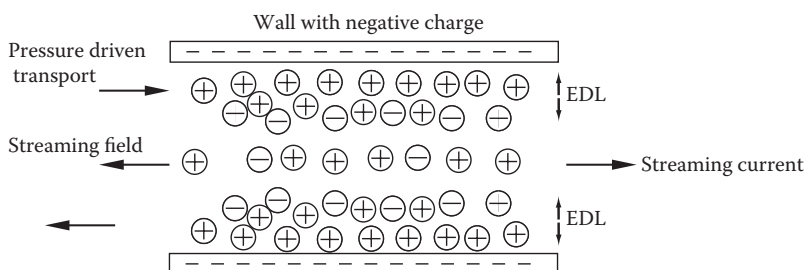 Wall with negative charge
Pressure driven
transport
EDL
Streaming field
Streaming current
EDL